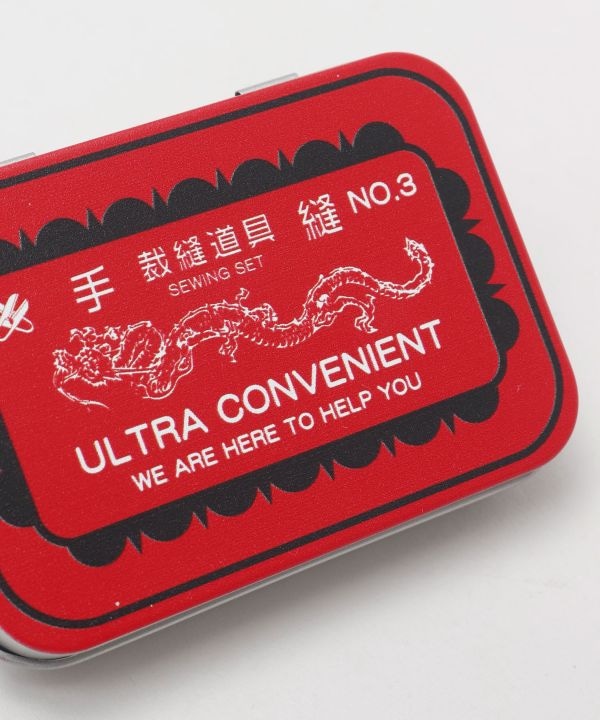 手 裁縫道具 縫 NO.3
SEWING SET
ULTRA CONVENIENT
WE ARE HERE TO HELP YOU